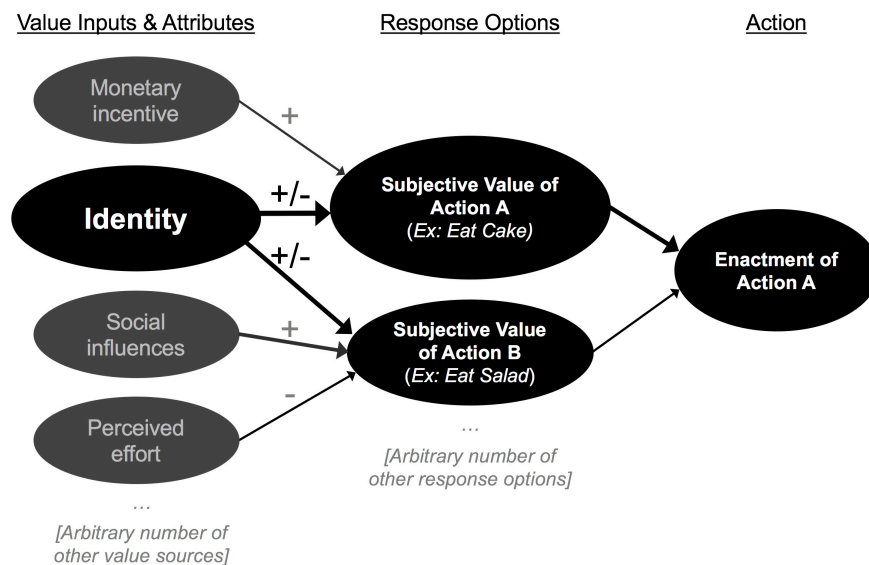 Value Inputs & Attributes
Response Options
Action
Monetary
incentive
+
Identity
+/-
+/-
Social
influences
+
Perceived
effort
-
...
[Arbitrary number of
other value sources]
Subjective Value of
Action A
(Ex: Eat Cake)
Subjective Value
of Action B
(Ex: Eat Salad)
...
[Arbitrary number of
other response options]
Enactment of
Action A